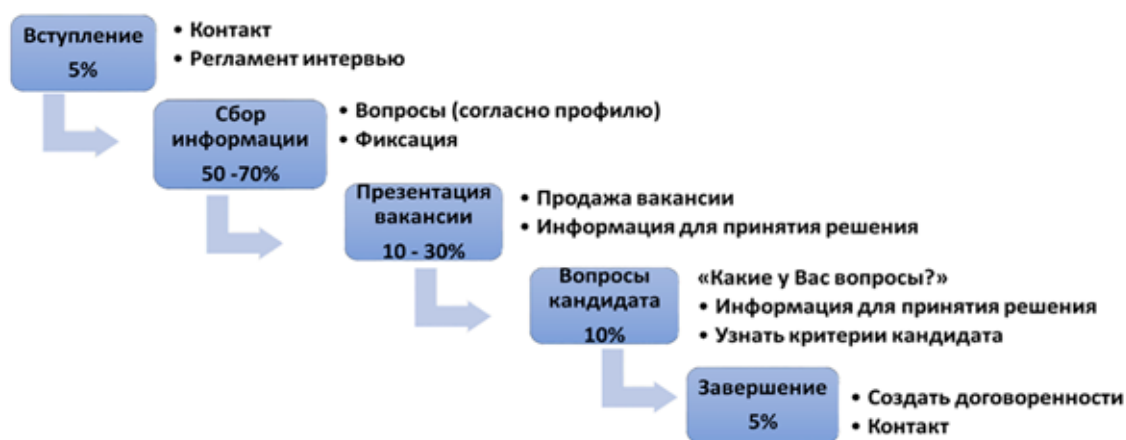 Вступление
5%
• Контакт
• Регламент интервью
Сбор
информации
50 -70%
• Вопросы (согласно профилю)
• Фиксация
Презентация
вакансии
10 - 30%
• Продажа вакансии
• Информация для принятия решения
Вопросы
кандидата
10%
«Какие у Вас вопросы?»
• Информация для принятия решения
• Узнать критерии кандидата
Завершение
5%
• Создать договоренности
• Контакт